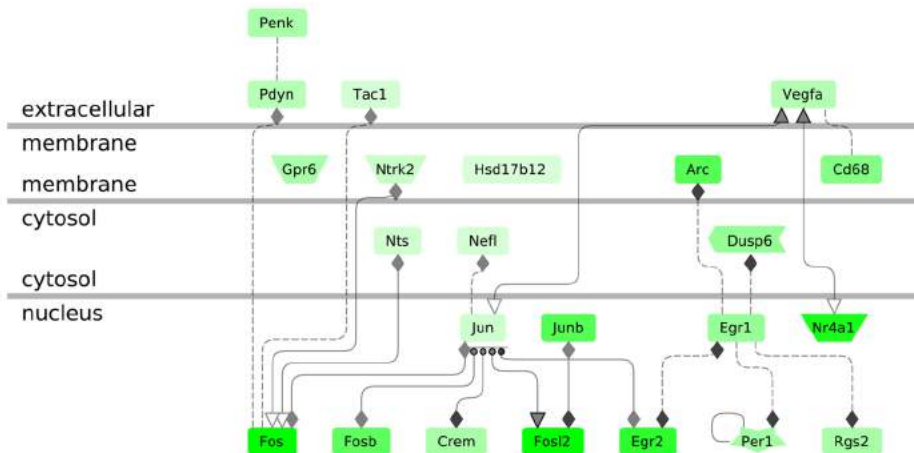 Penk
Pdyn Tac1 Vegfa
extracellular
membrane
Gpr6 Ntrk2 Hsd17b12 Arc Cd68
membrane
cytosol
Nts Nefl Dusp6
cytosol
nucleus
Jun Junb Egr1 Nr4a1
Fos Fosb Crem Fosl2 Egr2 Per1 Rgs2